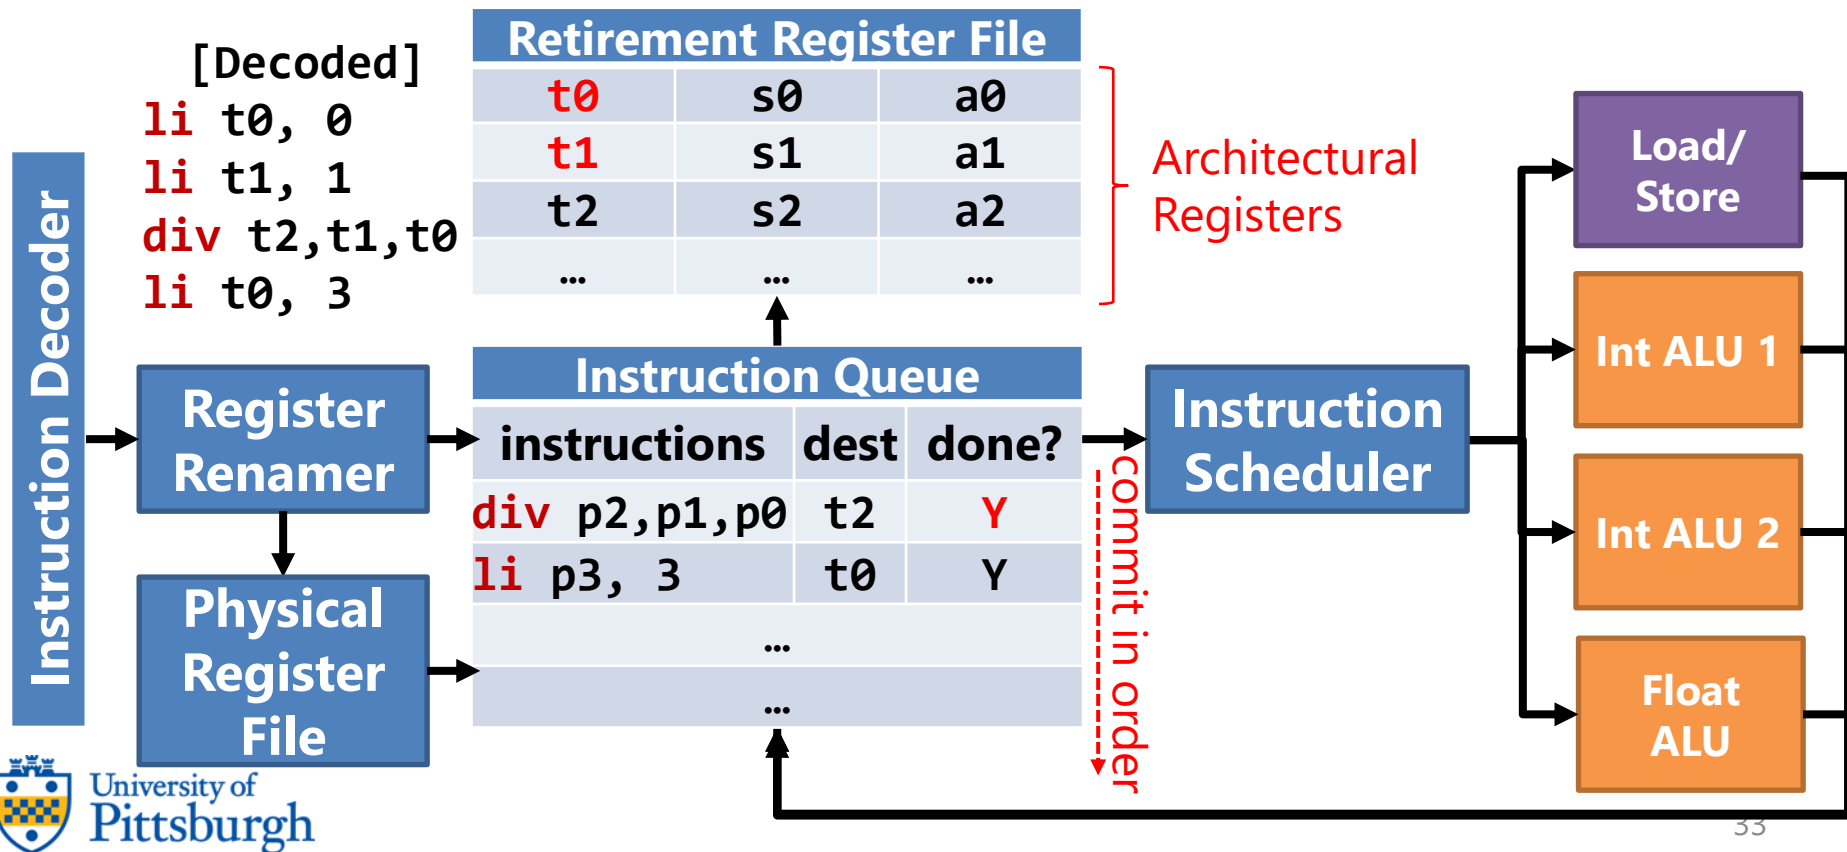 [Decoded]
li t0, 0
li t1, 1
div t2,t1,t0
li t0, 3
Instruction Decoder
Register
Renamer
Physical
Register
File
Retirement Register File
t0 s0 a0
t1 s1 a1
t2 s2 a2
… … …
Architectural
Registers
Instruction Queue
instructions dest done?
div p2,p1,p0 t2 Y
li p3, 3 t0 Y
…
…
commit in order
Instruction
Scheduler
Load/
Store
Int ALU 1
Int ALU 2
Float
ALU
University of
Pittsburgh
33